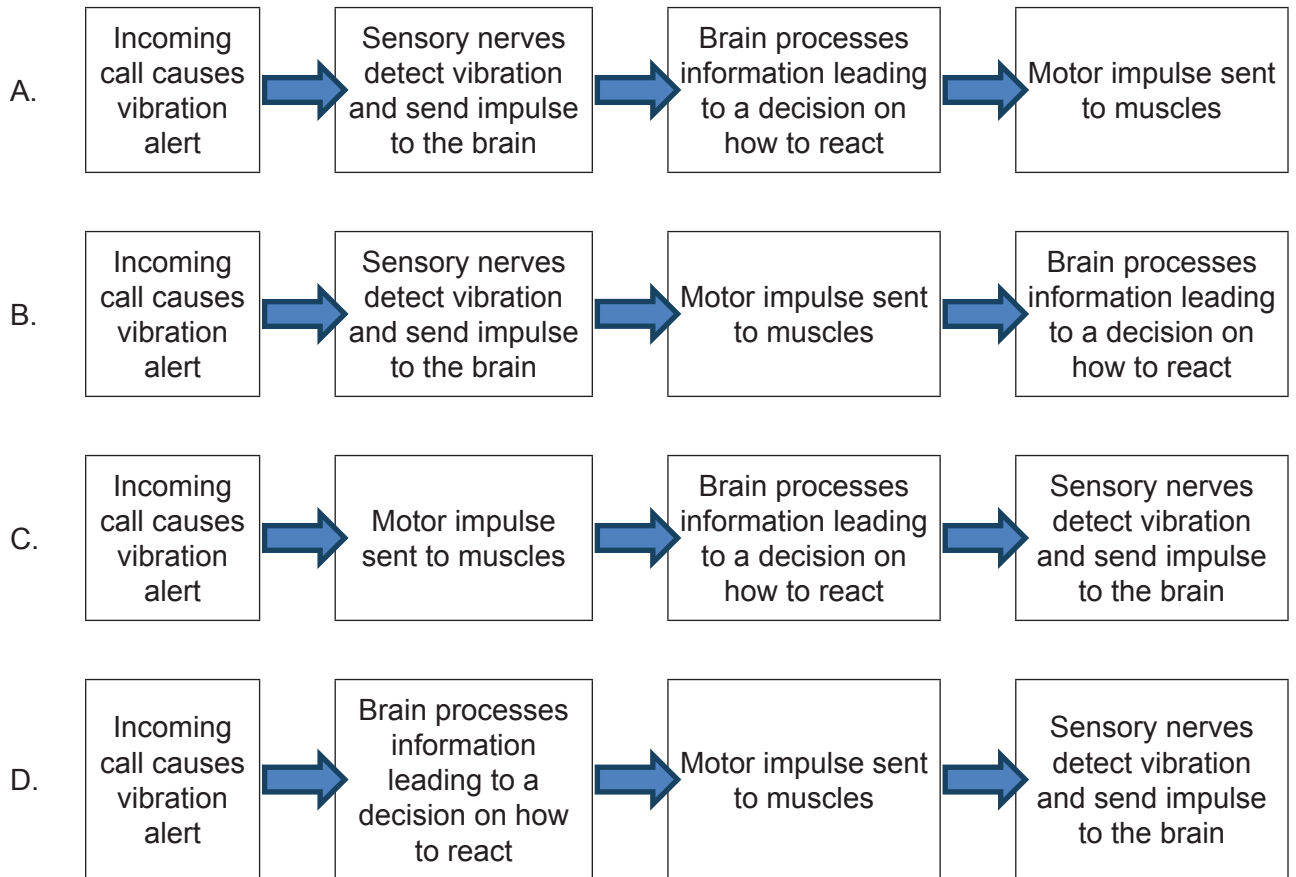 A.
Incoming
call causes
vibration
alert
Sensory nerves
detect vibration
and send impulse
to the brain
Brain processes
information leading
to a decision on
how to react
Motor impulse sent
to muscles
B.
Incoming
call causes
vibration
alert
Sensory nerves
detect vibration
and send impulse
to the brain
Motor impulse sent
to muscles
Brain processes
information leading
to a decision on
how to react
C.
Incoming
call causes
vibration
alert
Motor impulse
sent to muscles
Brain processes
information leading
to a decision on
how to react
Sensory nerves
detect vibration
and send impulse
to the brain
D.
Incoming
call causes
vibration
alert
Brain processes
information
leading to a
decision on how
to react
Motor impulse sent
to muscles
Sensory nerves
detect vibration
and send impulse
to the brain